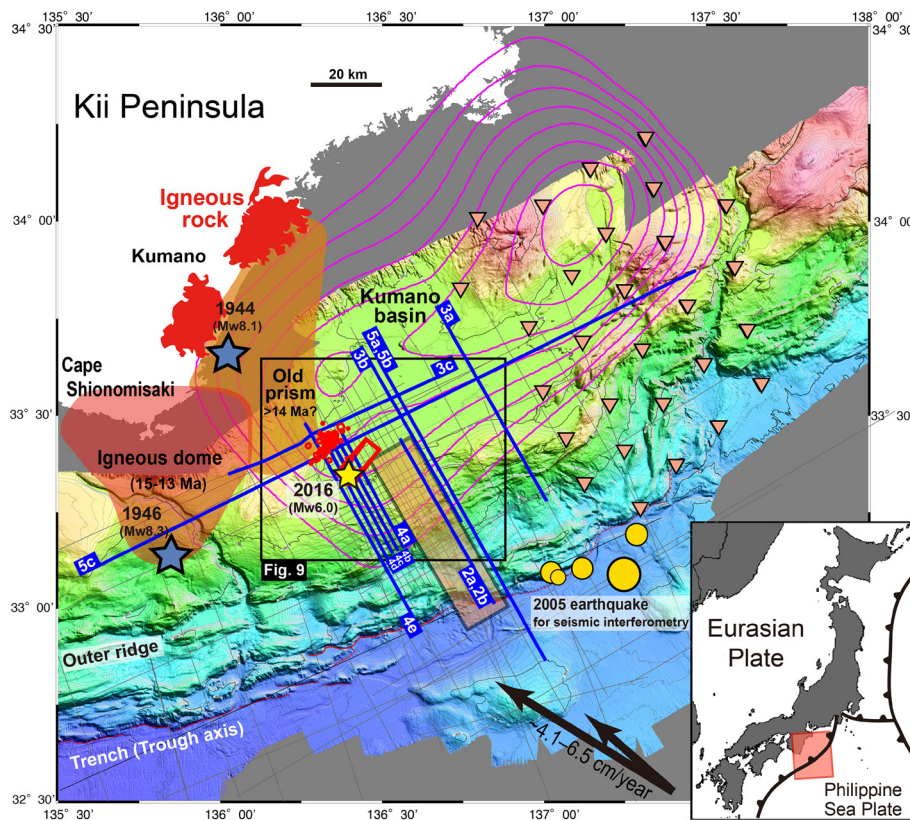 135° 00'
136° 00'
136° 30'
137° 00'
137° 30'
138° 00'
34° 30'
34° 30'
20 km
Kii Peninsula
Igneous
rock
34° 00'
34° 00'
Kumano
Kumano
basin
3a
1944
(Mw8.1)
5a,5b
3b
3c
Cape
Shionomisaki
Old
prism
>14 Ma?
33° 30'
33° 30'
Igneous dome
(15-13 Ma)
2016
(Mw6.0)
1946
(Mw8.3)
4a
4b
4c
4d
5c
Fig. 9
2a,2b
4e
2005 earthquake
for seismic interferometry
33° 00'
Outer ridge
Eurasian
Plate
Trench (Trough axis)
~4.1–6.5 cm/year
Philippine
Sea Plate
32° 30'
135° 30'
136° 00'
136° 30'
137° 00'
137° 30'